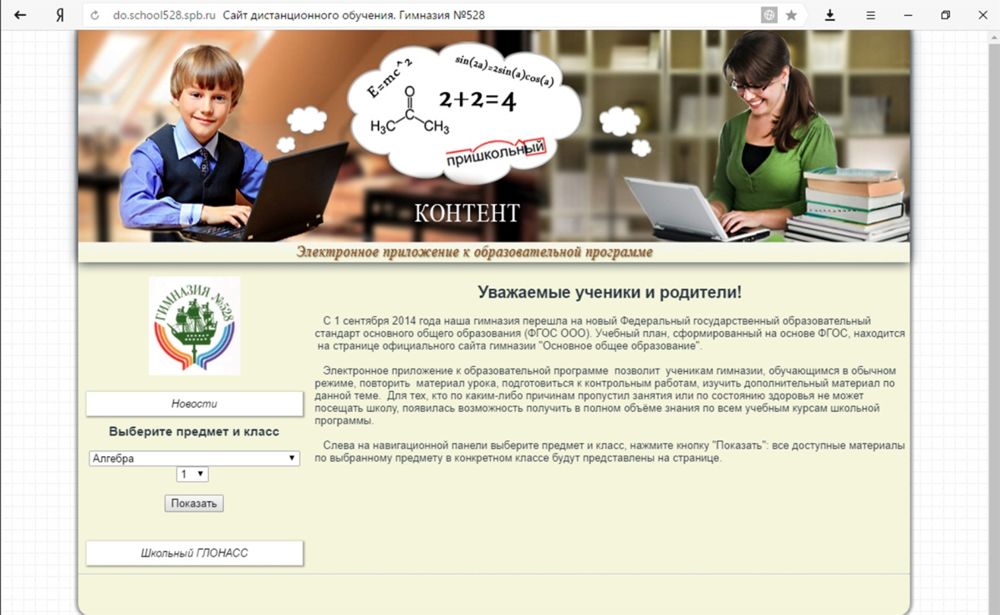 Я
do.school528.spb.ru Сайт дистанционного обучения. Гимназия №528
E=mc^2
sin(2a)=2sin(a)cos(a)
2+2=4
O
H₃C CH₃
пришкольный
КОНТЕНТ
Электронное приложение к образовательной программе
ГИМНАЗИЯ №528
Новости
Выберите предмет и класс
Алгебра
1
Показать
Школьный ГЛОНАСС
Уважаемые ученики и родители!
С 1 сентября 2014 года наша гимназия перешла на новый Федеральный государственный образовательный
стандарт основного общего образования (ФГОС ООО). Учебный план, сформированный на основе ФГОС, находится
на странице официального сайта гимназии "Основное общее образование".
Электронное приложение к образовательной программе позволит ученикам гимназии, обучающимся в обычном
режиме, повторить материал урока, подготовиться к контрольным работам, изучить дополнительный материал по
данной теме. Для тех, кто по каким-либо причинам пропустил занятия или по состоянию здоровья не может
посещать школу, появилась возможность получить в полном объёме знания по всем учебным курсам школьной
программы.
Слева на навигационной панели выберите предмет и класс, нажмите кнопку "Показать": все доступные материалы
по выбранному предмету в конкретном классе будут представлены на странице.